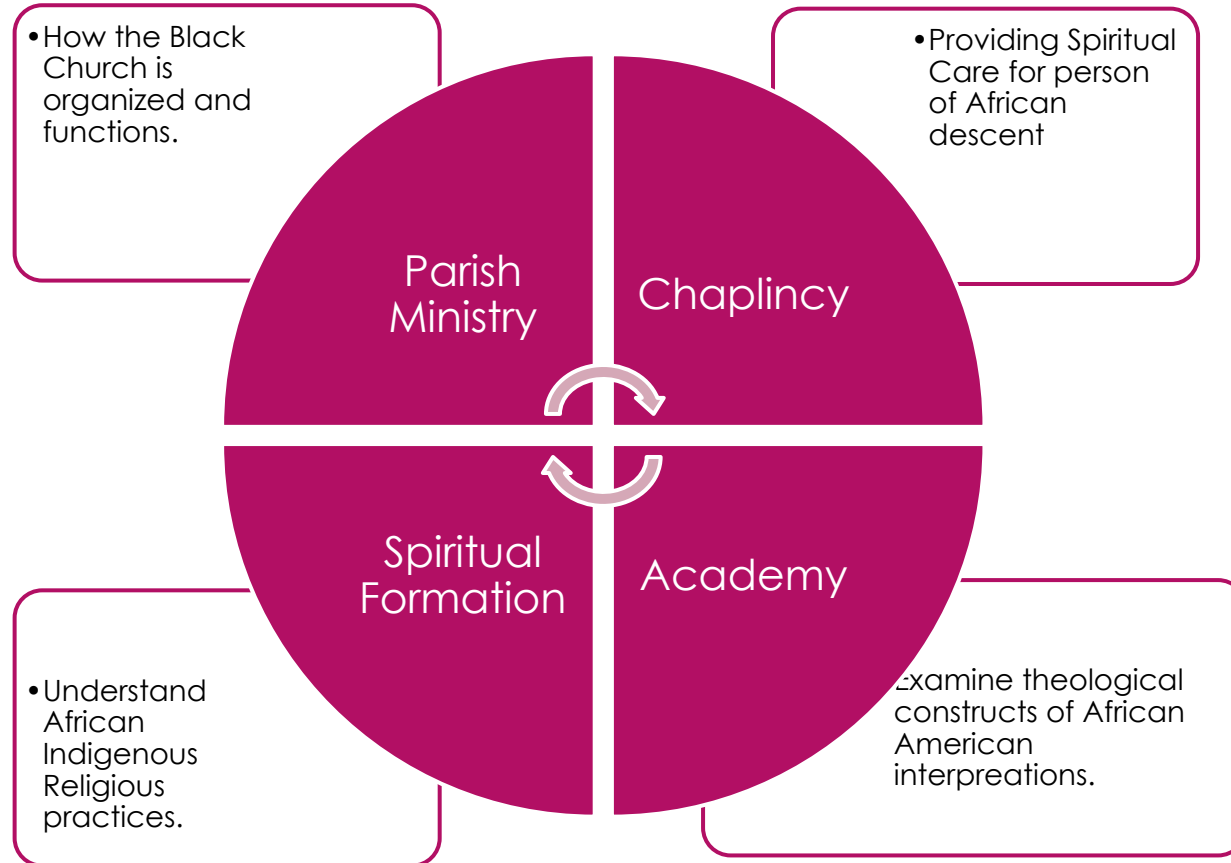 •How the Black
Church is
organized and
functions.
•Providing Spiritual
Care for person
of African
descent
Parish
Ministry
Chaplincy
Spiritual
Formation
Academy
•Understand
African
Indigenous
Religious
practices.
Examine theological
constructs of African
American
interpreations.